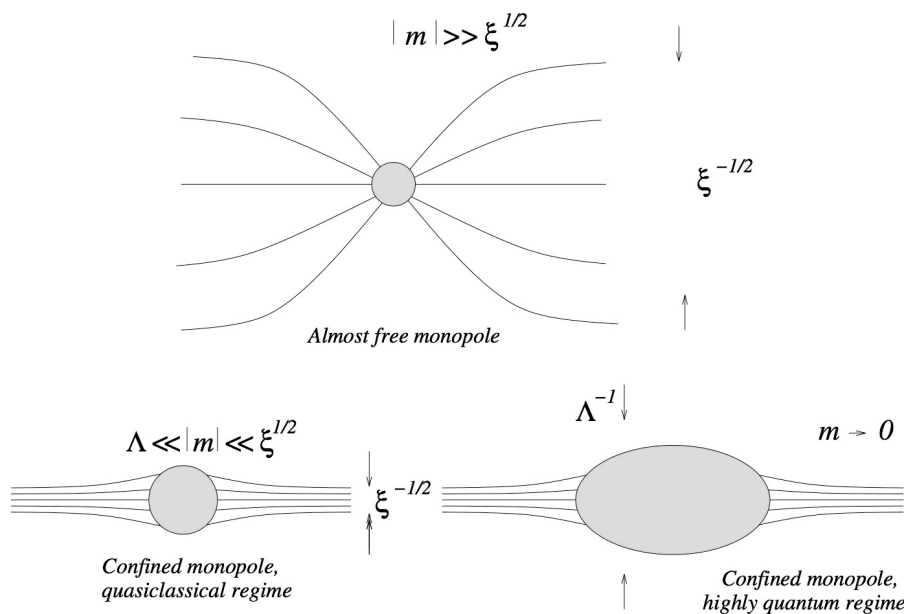 | m | >> ξ^{1/2}
ξ^{-1/2}
Almost free monopole
Λ << |m| << ξ^{1/2}
ξ^{-1/2}
Confined monopole,
quasiclassical regime
Λ^{-1}
m → 0
Confined monopole,
highly quantum regime